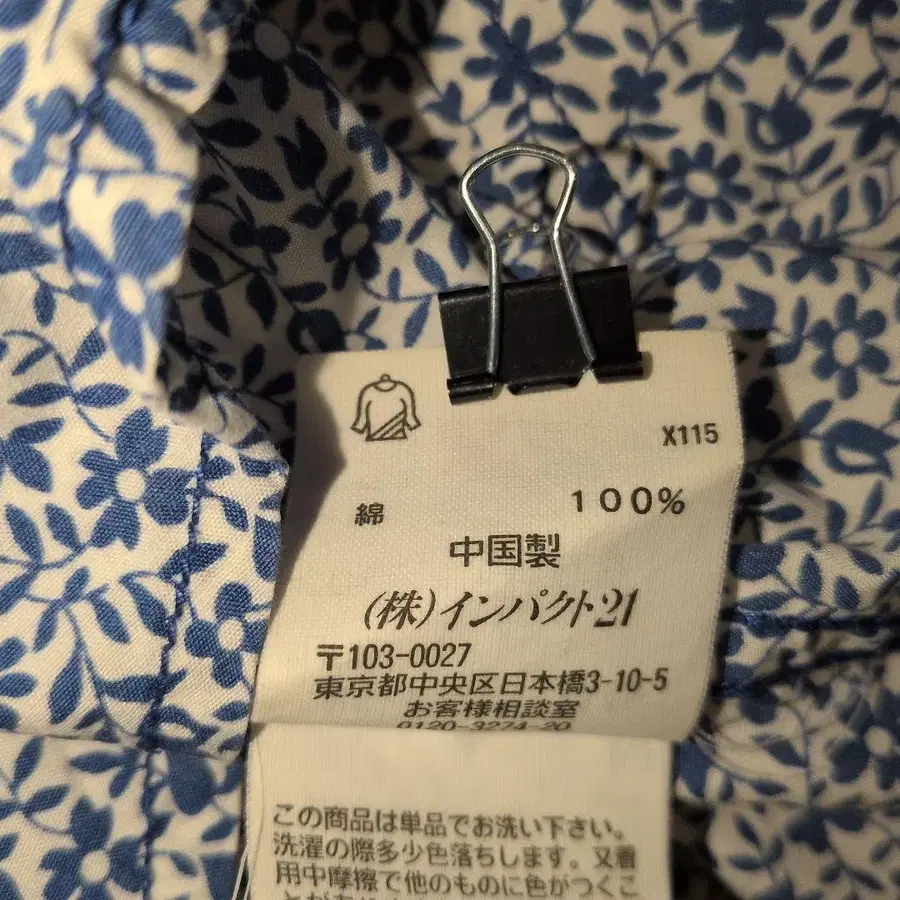 X115
綿 100%
中国製
(株)インパクト21
〒103-0027
東京都中央区日本橋3-10-5
お客様相談室
0120-3274-20
この商品は単品でお洗い下さい。
洗濯の際多少色落ちします。又着
用中摩擦で他のものに色がつくこ